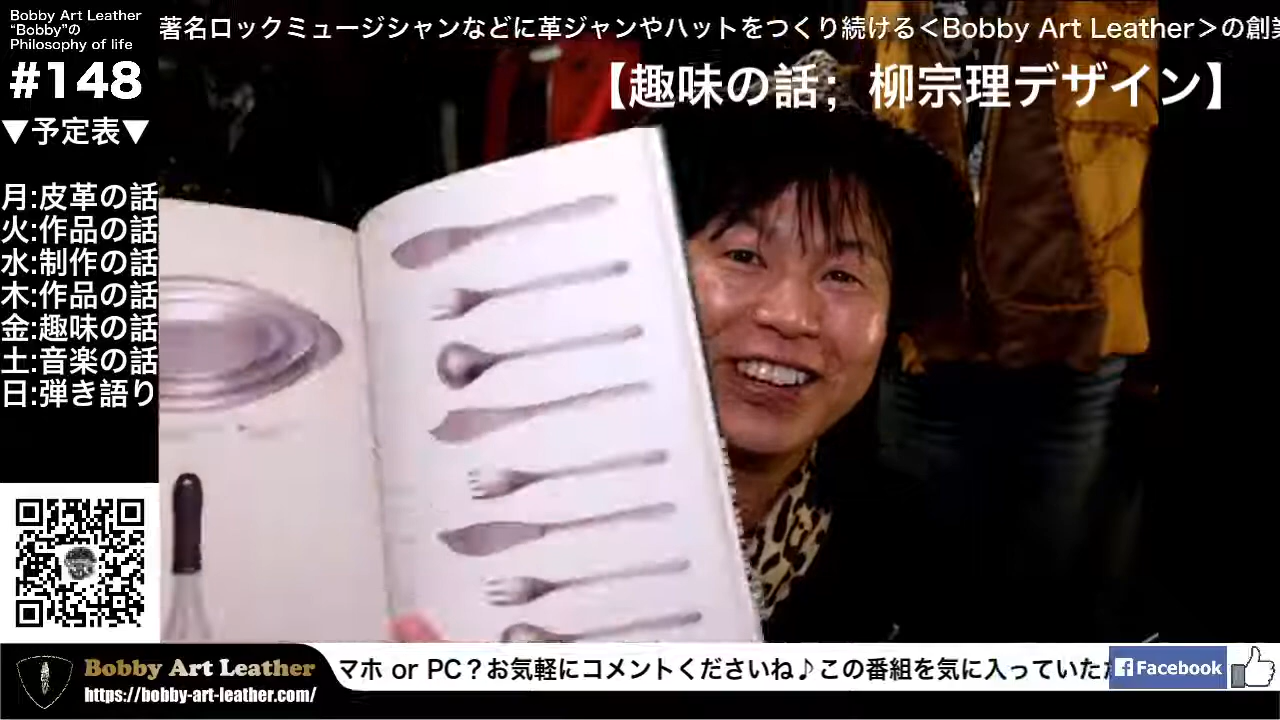 Bobby Art Leather
“Bobby”の
Philosophy of life
#148
▼予定表▼
月:皮革の話
火:作品の話
水:制作の話
木:作品の話
金:趣味の話
土:音楽の話
日:弾き語り
著名ロックミュージシャンなどに革ジャンやハットをつくり続ける＜Bobby Art Leather＞の創業
【趣味の話；柳宗理デザイン】
Bobby Art Leather
https://bobby-art-leather.com/
マホ or PC？お気軽にコメントくださいね♪この番組を気に入っていた
Facebook